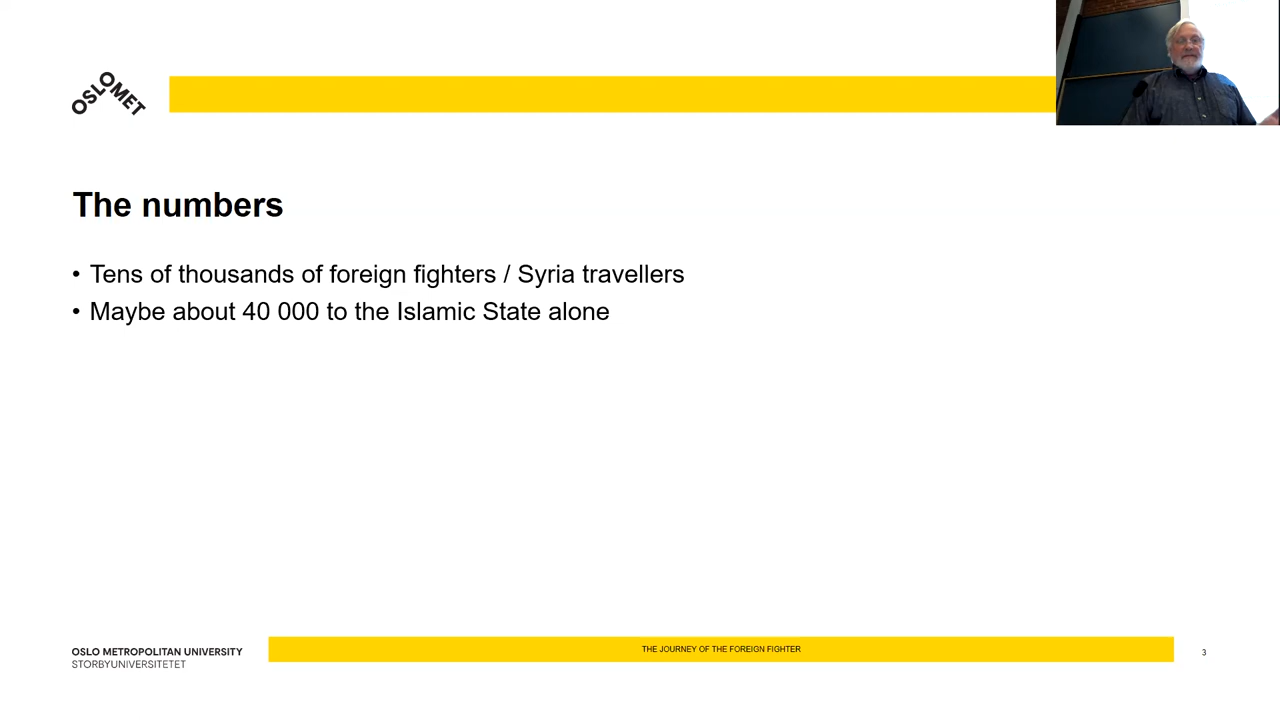 OSLOMET
The numbers
• Tens of thousands of foreign fighters / Syria travellers
• Maybe about 40 000 to the Islamic State alone
OSLO METROPOLITAN UNIVERSITY
STORBYUNIVERSITETET
THE JOURNEY OF THE FOREIGN FIGHTER
3